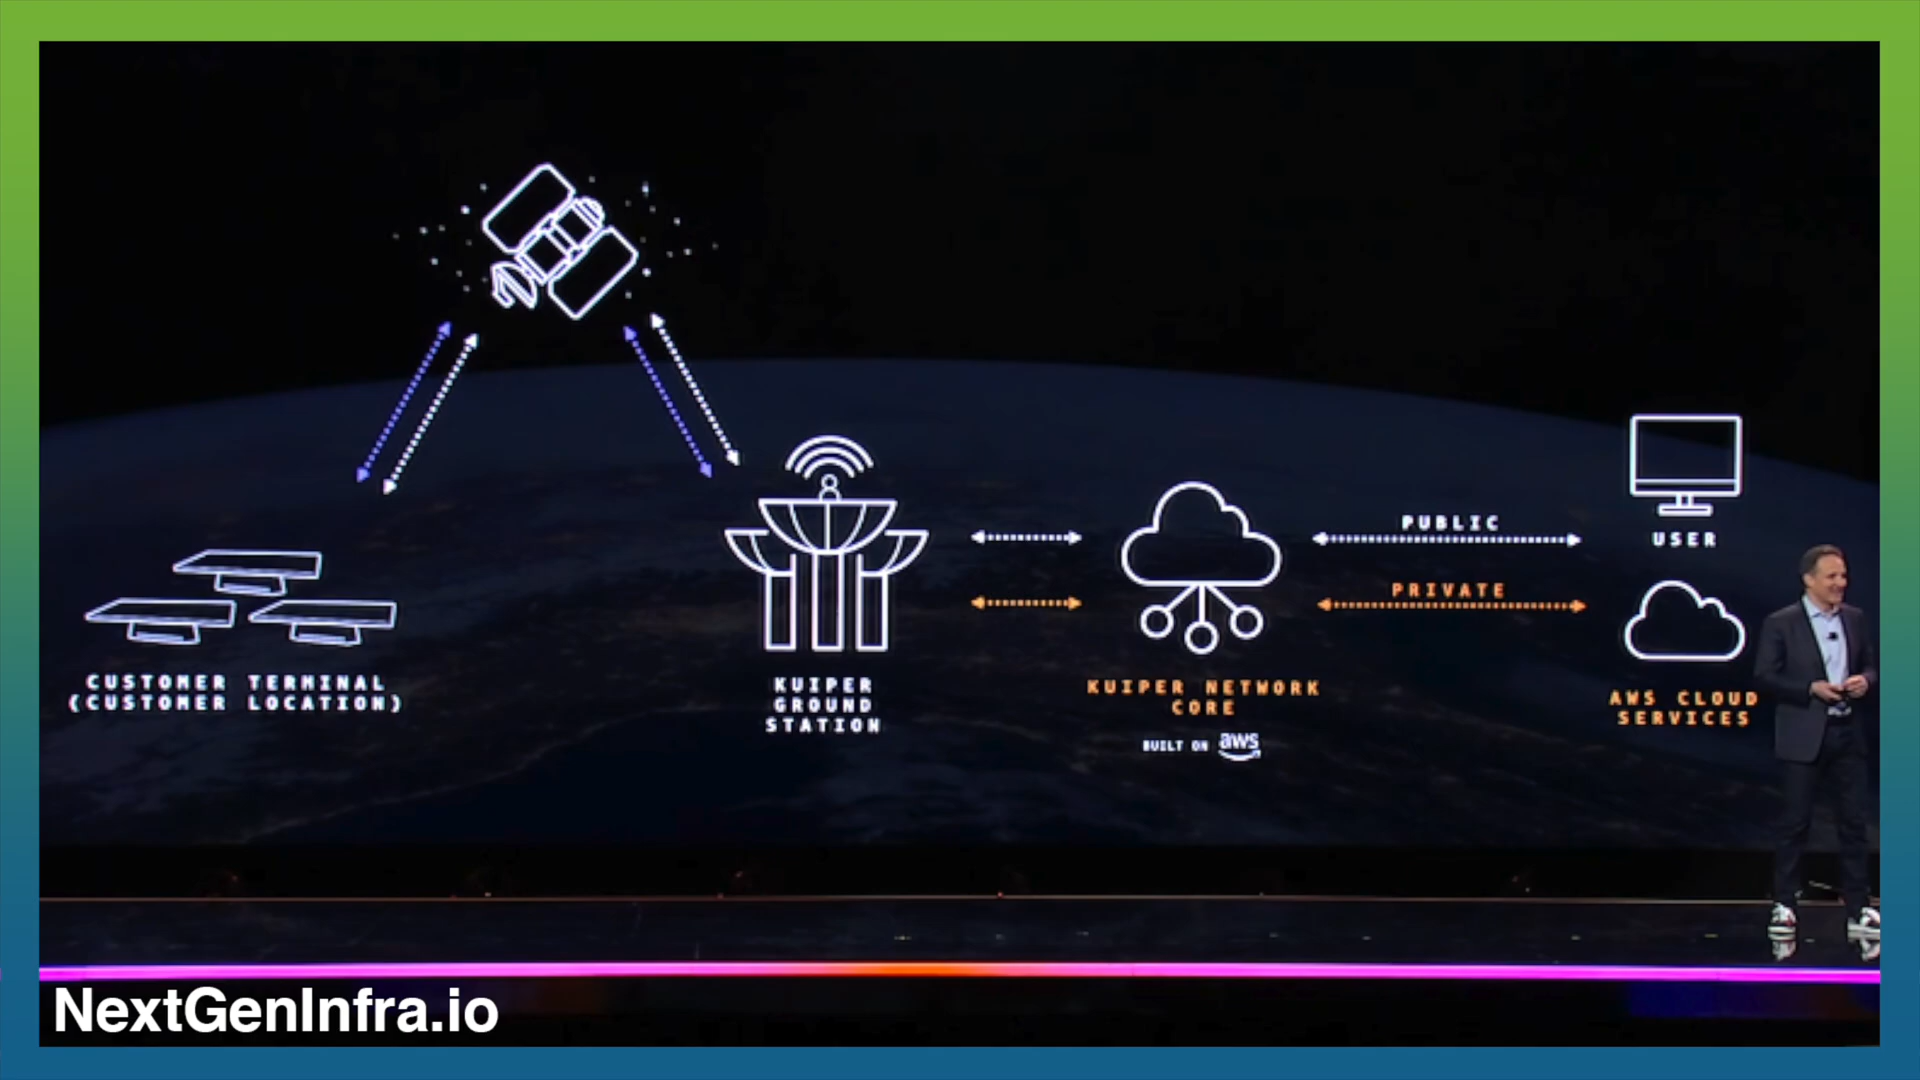 PUBLIC
USER
PRIVATE
CUSTOMER TERMINAL
(CUSTOMER LOCATION)
KUIPER
GROUND
STATION
KUIPER NETWORK
CORE
BUILT ON aws
AWS CLOUD
SERVICES
NextGenInfra.io